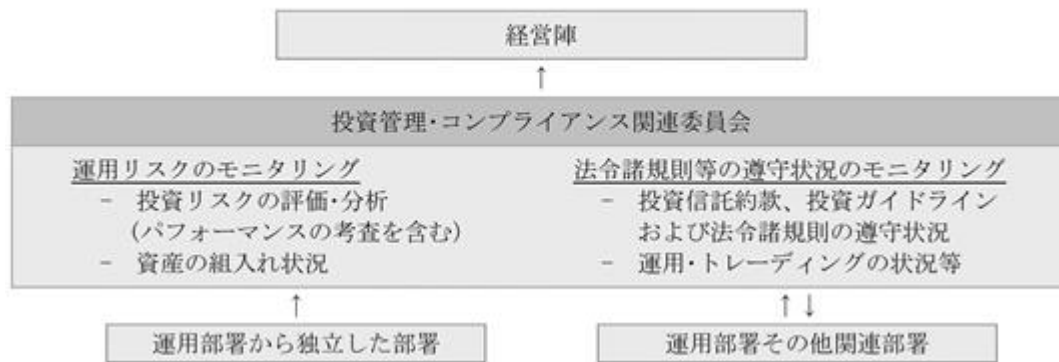 経営陣
↑
投資管理･コンプライアンス関連委員会
運用リスクのモニタリング
－ 投資リスクの評価･分析
(パフォーマンスの考査を含む)
－ 資産の組入れ状況
法令諸規則等の遵守状況のモニタリング
－ 投資信託約款、投資ガイドライン
および法令諸規則の遵守状況
－ 運用･トレーディングの状況等
↑
↑ ↓
運用部署から独立した部署
運用部署その他関連部署